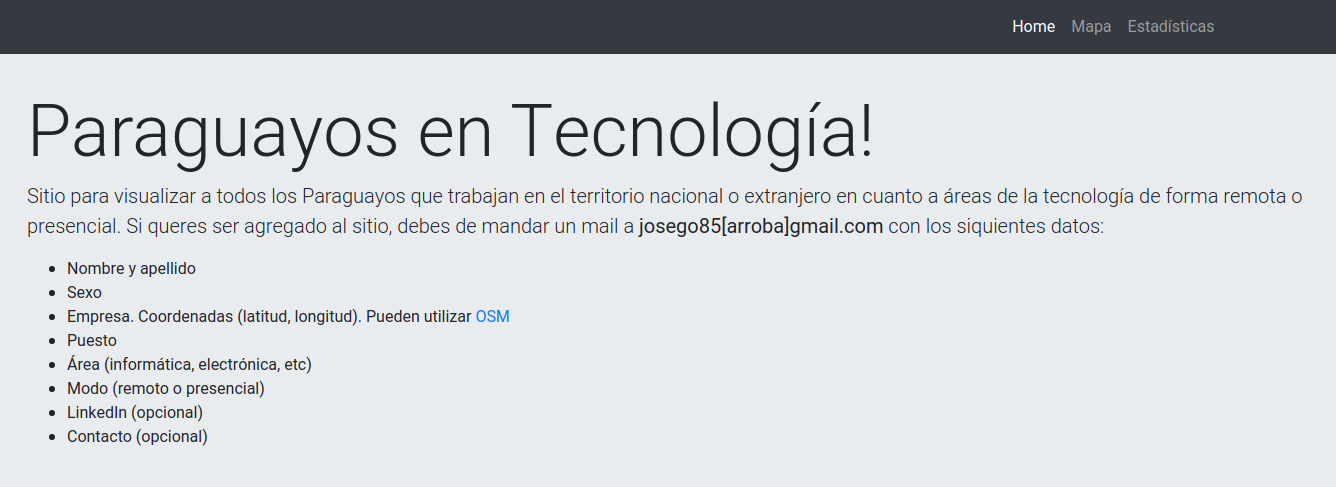 Home Mapa Estadísticas
Paraguayos en Tecnología!
Sitio para visualizar a todos los Paraguayos que trabajan en el territorio nacional o extranjero en cuanto a áreas de la tecnología de forma remota o
presencial. Si queres ser agregado al sitio, debes de mandar un mail a josego85[arroba]gmail.com con los siquientes datos:
Nombre y apellido
Sexo
Empresa. Coordenadas (latitud, longitud). Pueden utilizar OSM
Puesto
Área (informática, electrónica, etc)
Modo (remoto o presencial)
LinkedIn (opcional)
Contacto (opcional)